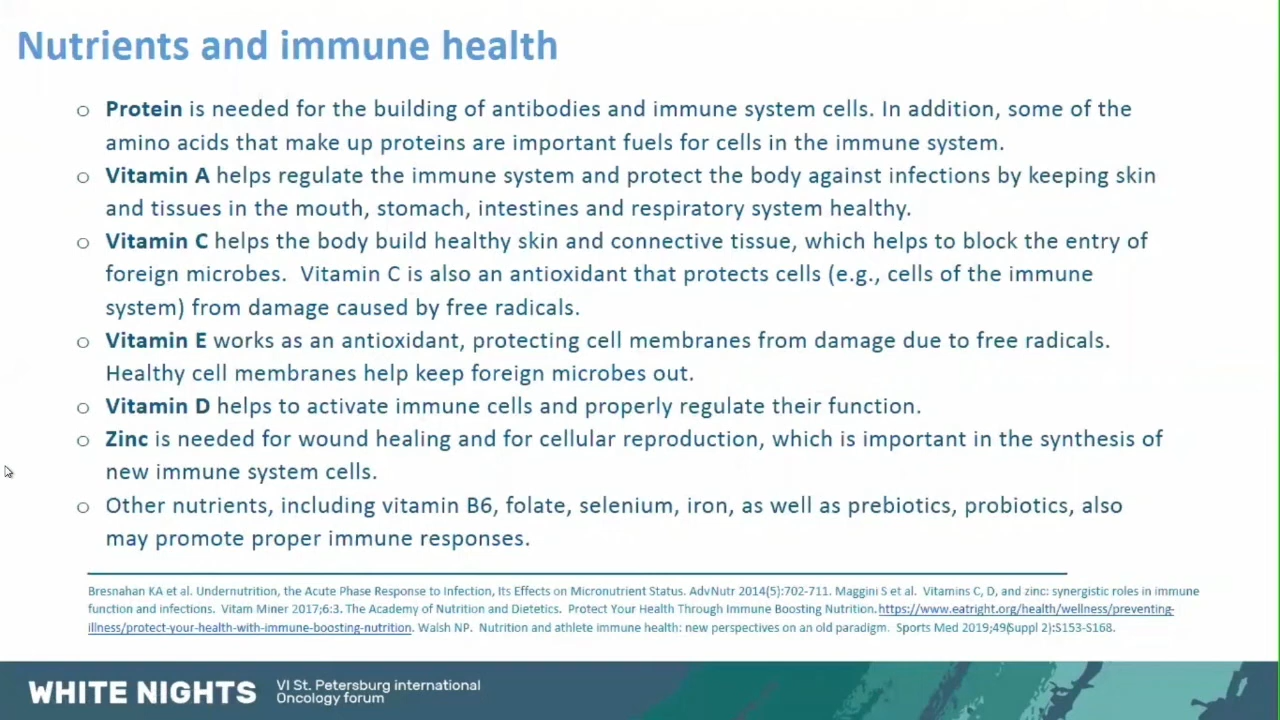 Nutrients and immune health
o Protein is needed for the building of antibodies and immune system cells. In addition, some of the
amino acids that make up proteins are important fuels for cells in the immune system.
o Vitamin A helps regulate the immune system and protect the body against infections by keeping skin
and tissues in the mouth, stomach, intestines and respiratory system healthy.
o Vitamin C helps the body build healthy skin and connective tissue, which helps to block the entry of
foreign microbes.  Vitamin C is also an antioxidant that protects cells (e.g., cells of the immune
system) from damage caused by free radicals.
o Vitamin E works as an antioxidant, protecting cell membranes from damage due to free radicals.
Healthy cell membranes help keep foreign microbes out.
o Vitamin D helps to activate immune cells and properly regulate their function.
o Zinc is needed for wound healing and for cellular reproduction, which is important in the synthesis of
new immune system cells.
o Other nutrients, including vitamin B6, folate, selenium, iron, as well as prebiotics, probiotics, also
may promote proper immune responses.
Bresnahan KA et al. Undernutrition, the Acute Phase Response to Infection, Its Effects on Micronutrient Status. AdvNutr 2014(5):702-711. Maggini S et al.  Vitamins C, D, and zinc: synergistic roles in immune
function and infections.  Vitam Miner 2017;6:3. The Academy of Nutrition and Dietetics.  Protect Your Health Through Immune Boosting Nutrition. https://www.eatright.org/health/wellness/preventing-
illness/protect-your-health-with-immune-boosting-nutrition. Walsh NP.  Nutrition and athlete immune health: new perspectives on an old paradigm.  Sports Med 2019;49(Suppl 2):S153-S168.
WHITE NIGHTS
VI St. Petersburg international
Oncology forum